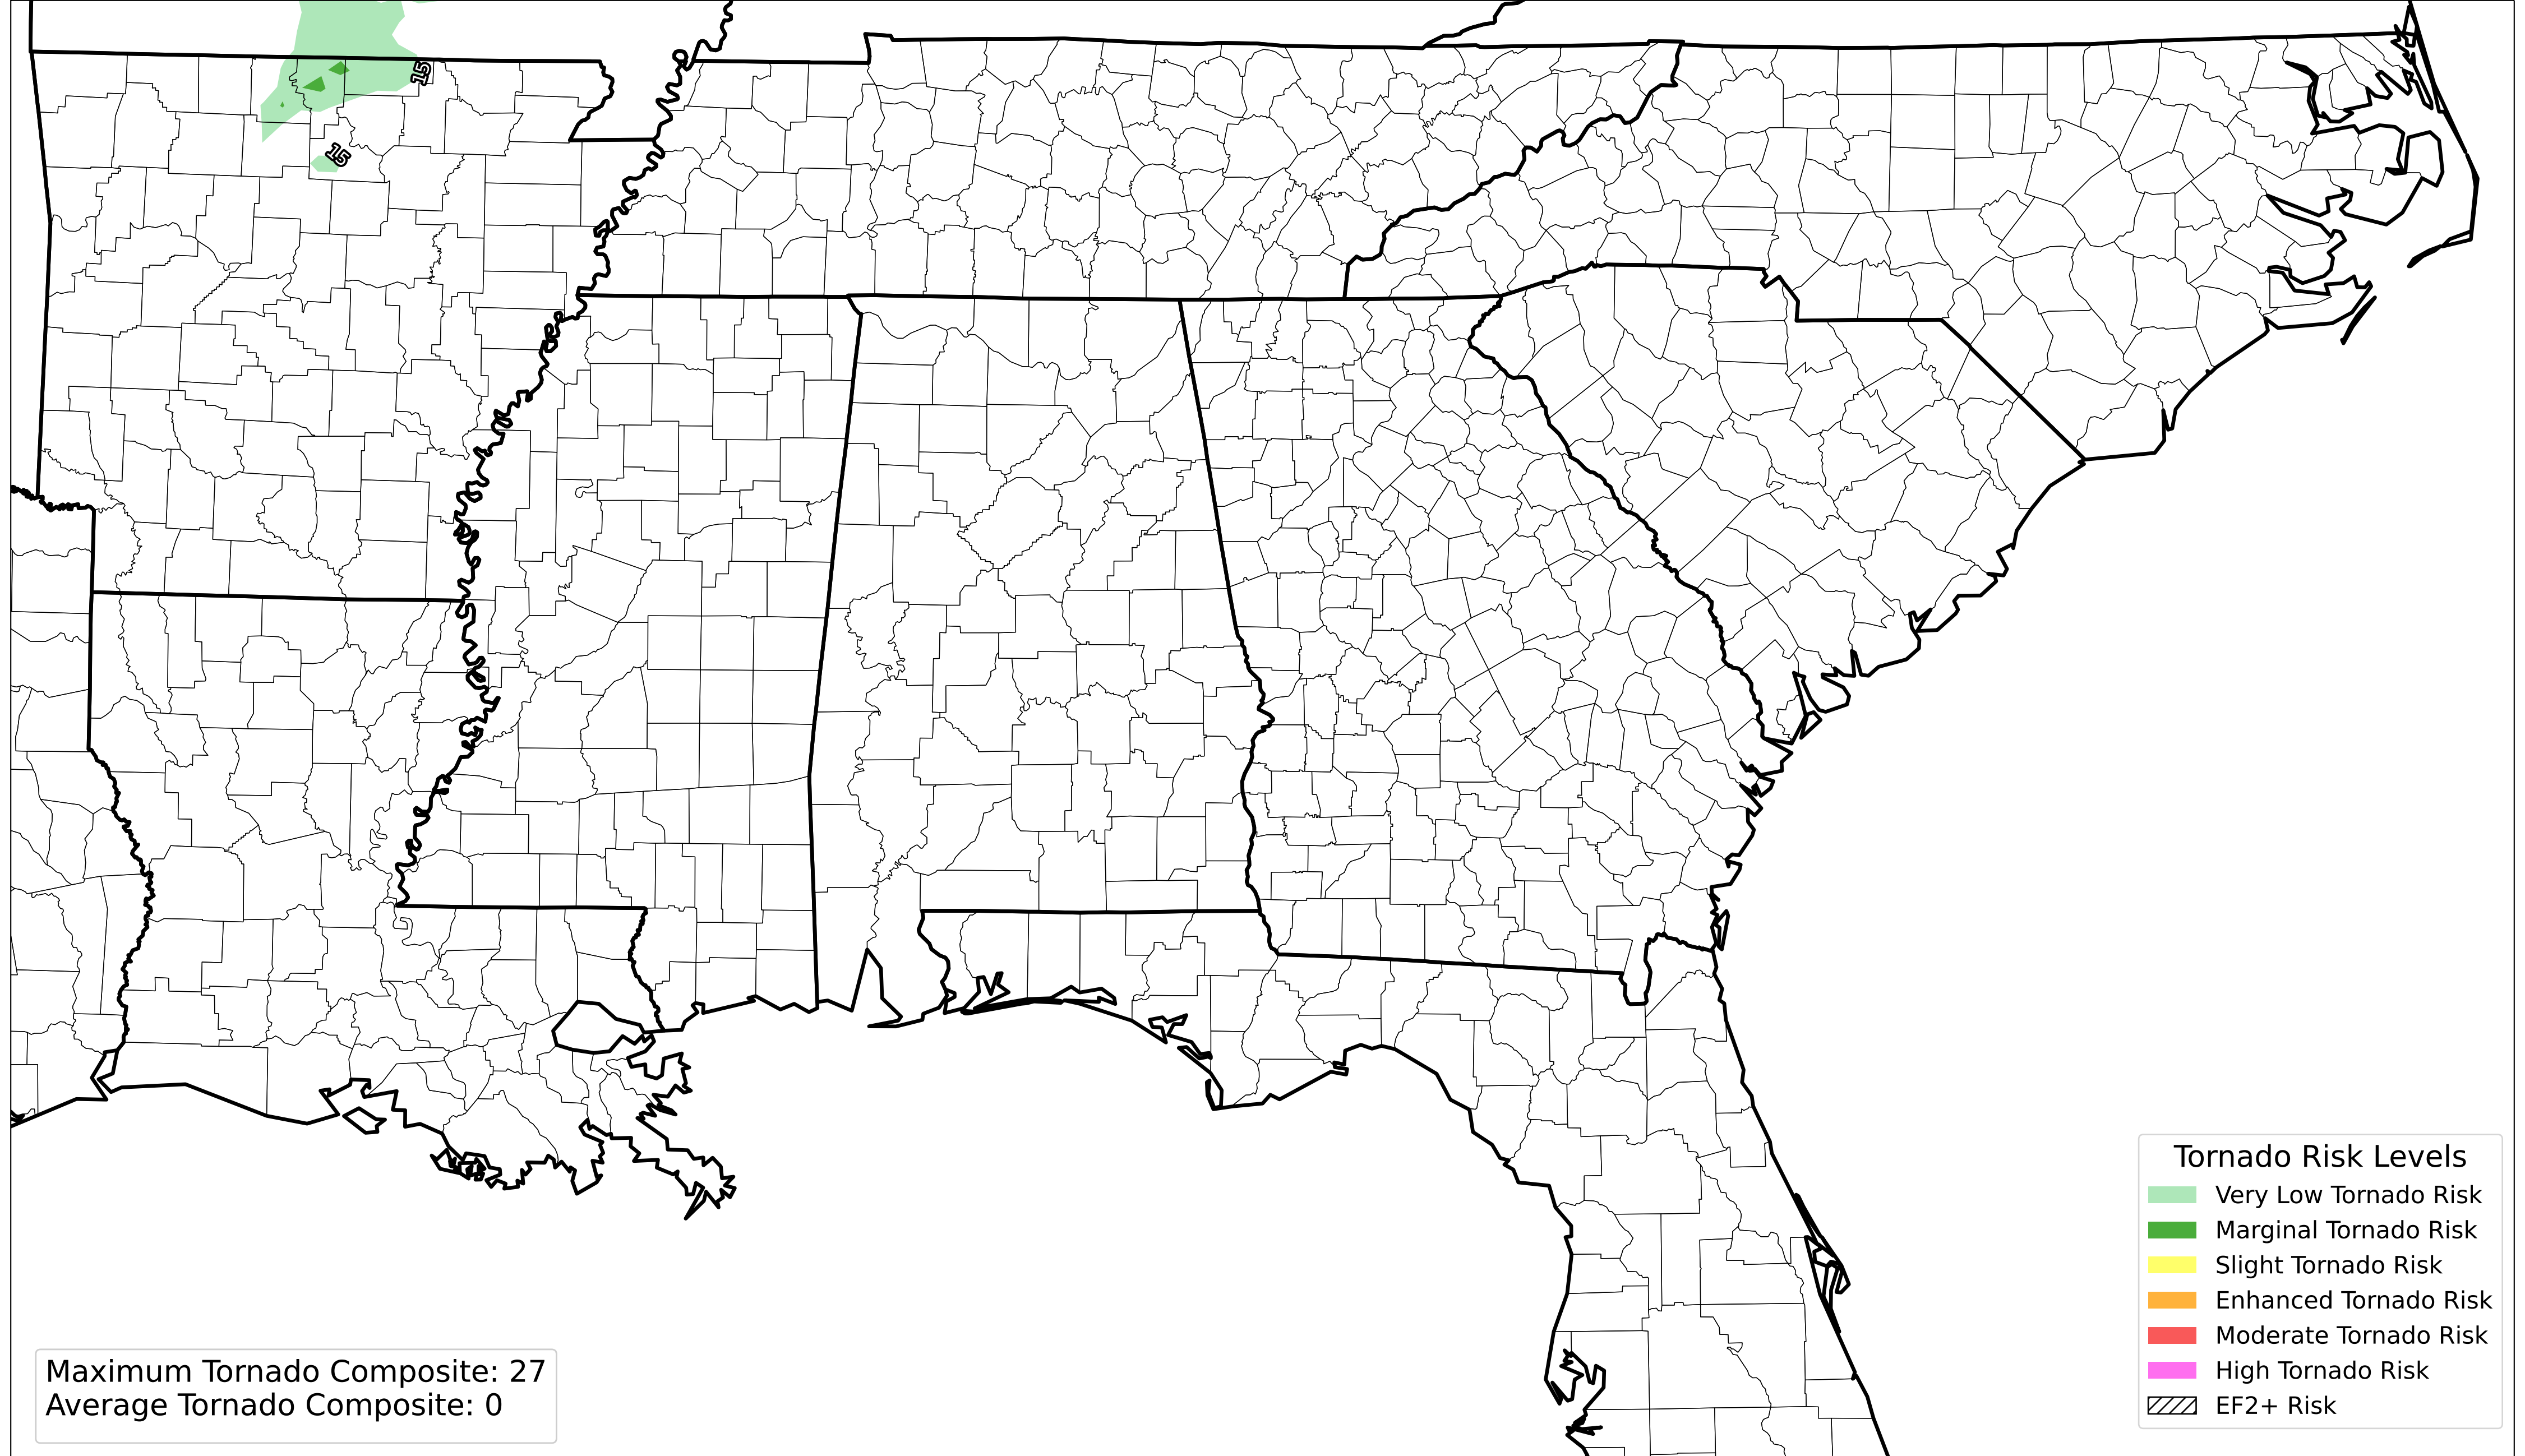 15
15
Tornado Risk Levels
Very Low Tornado Risk
Marginal Tornado Risk
Slight Tornado Risk
Enhanced Tornado Risk
Moderate Tornado Risk
High Tornado Risk
EF2+ Risk
Maximum Tornado Composite: 27
Average Tornado Composite: 0